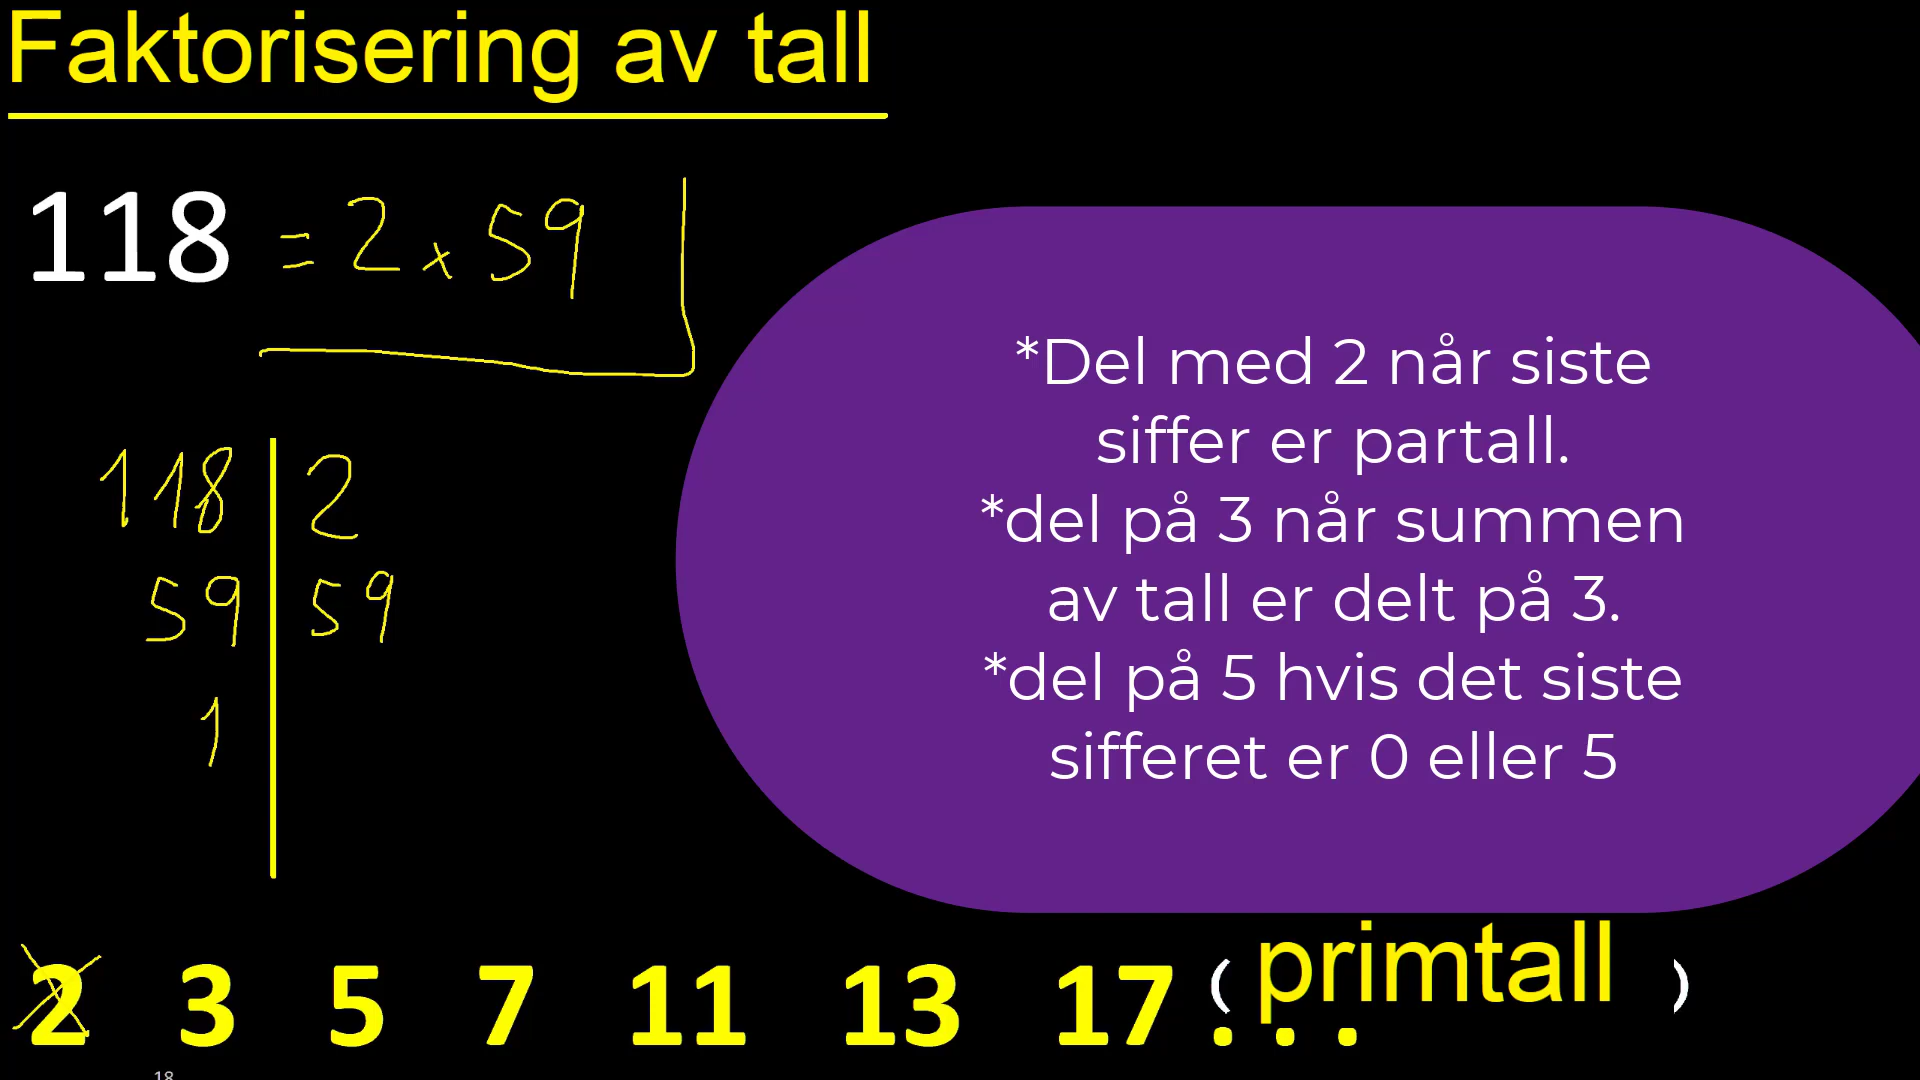 Faktorisering av tall
118 = 2 x 59
118 | 2
59 | 59
1
*Del med 2 når siste
siffer er partall.
*del på 3 når summen
av tall er delt på 3.
*del på 5 hvis det siste
sifferet er 0 eller 5
2 3 5 7 11 13 17 . . . ( primtall )
18